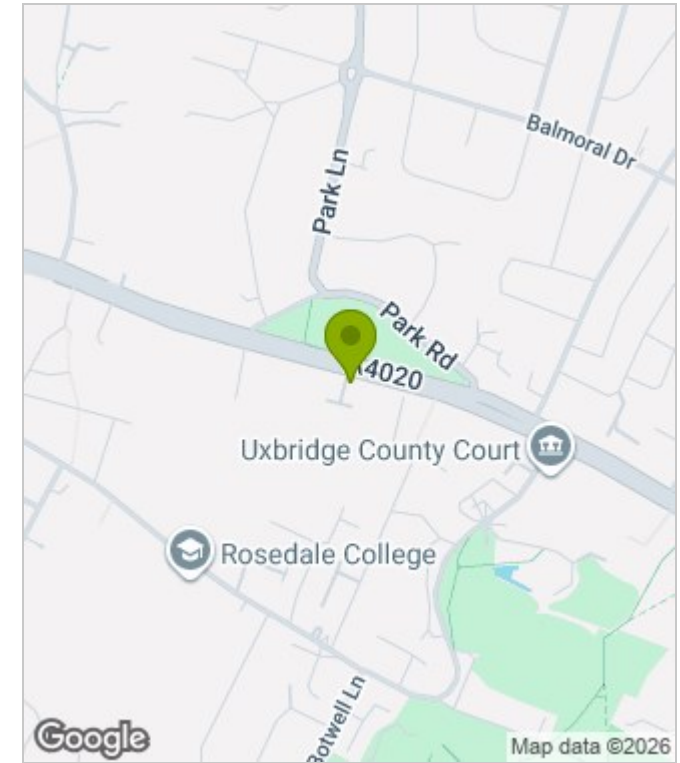 Balmoral Dr
Park Ln
Park Rd
A4020
Uxbridge County Court
Rosedale College
Botwell Ln
Google
Map data ©2026